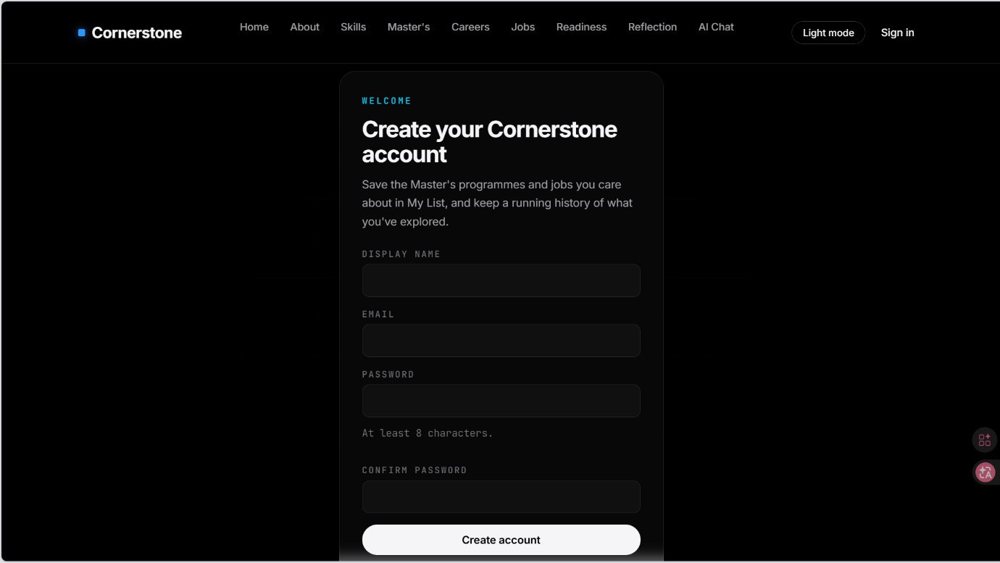 Cornerstone
Home About Skills Master's Careers Jobs Readiness Reflection AI Chat
Light mode Sign in
WELCOME
Create your Cornerstone
account
Save the Master's programmes and jobs you care
about in My List, and keep a running history of what
you've explored.
DISPLAY NAME
EMAIL
PASSWORD
At least 8 characters.
CONFIRM PASSWORD
Create account